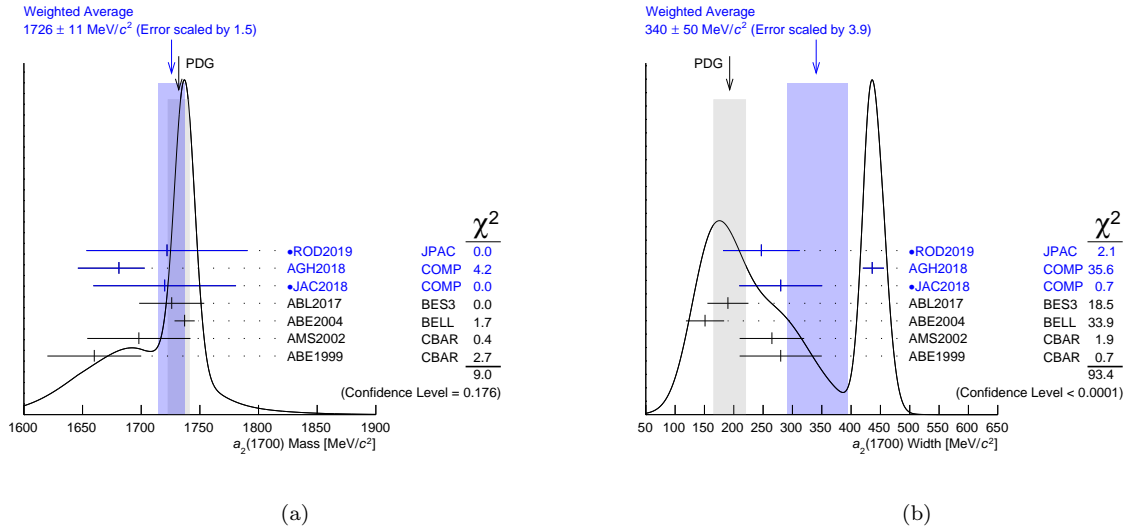 Weighted Average
1726 ± 11 MeV/c² (Error scaled by 1.5)
PDG
χ²
•ROD2019 JPAC 0.0
AGH2018 COMP 4.2
•JAC2018 COMP 0.0
ABL2017 BES3 0.0
ABE2004 BELL 1.7
AMS2002 CBAR 0.4
ABE1999 CBAR 2.7
9.0
(Confidence Level = 0.176)
1600 1650 1700 1750 1800 1850 1900
a₂(1700) Mass [MeV/c²]
(a)
Weighted Average
340 ± 50 MeV/c² (Error scaled by 3.9)
PDG
χ²
•ROD2019 JPAC 2.1
AGH2018 COMP 35.6
•JAC2018 COMP 0.7
ABL2017 BES3 18.5
ABE2004 BELL 33.9
AMS2002 CBAR 1.9
ABE1999 CBAR 0.7
93.4
(Confidence Level < 0.0001)
50 100 150 200 250 300 350 400 450 500 550 600 650
a₂(1700) Width [MeV/c²]
(b)